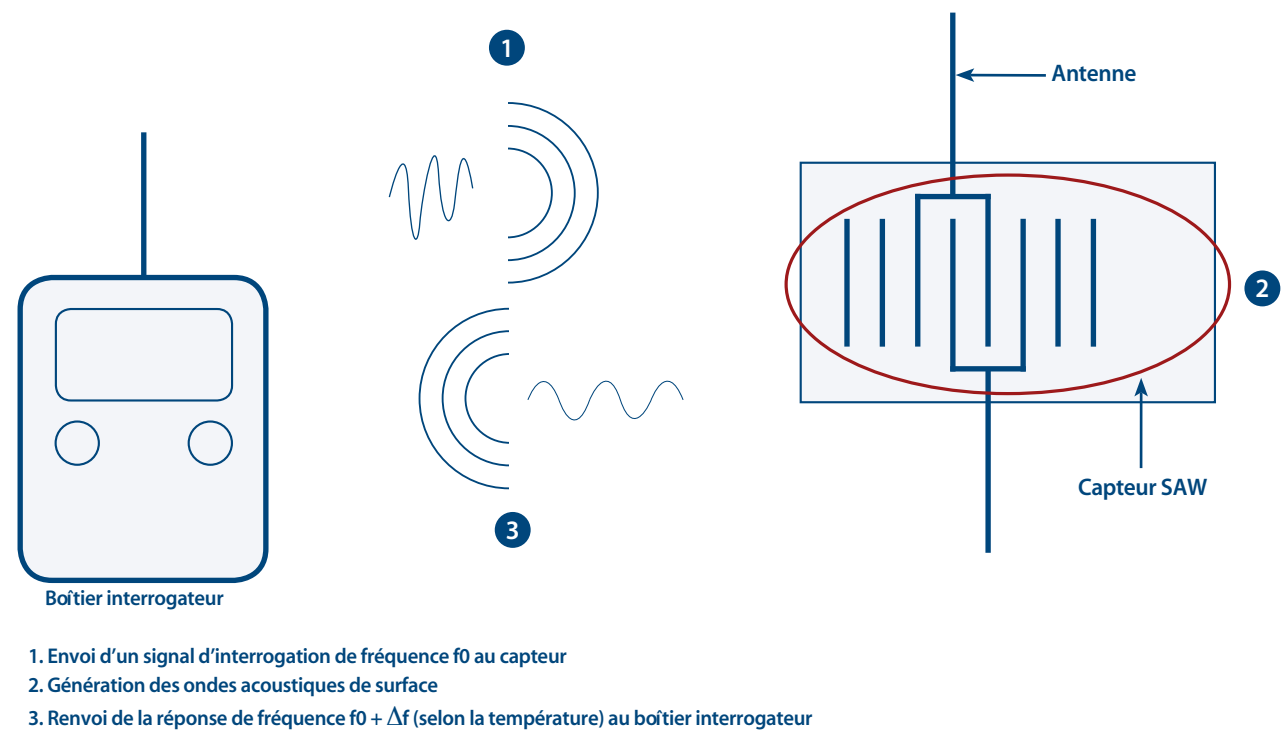 1
Antenne
2
Capteur SAW
3
Boîtier interrogateur
1. Envoi d’un signal d’interrogation de fréquence f0 au capteur
2. Génération des ondes acoustiques de surface
3. Renvoi de la réponse de fréquence f0 + Δf (selon la température) au boîtier interrogateur